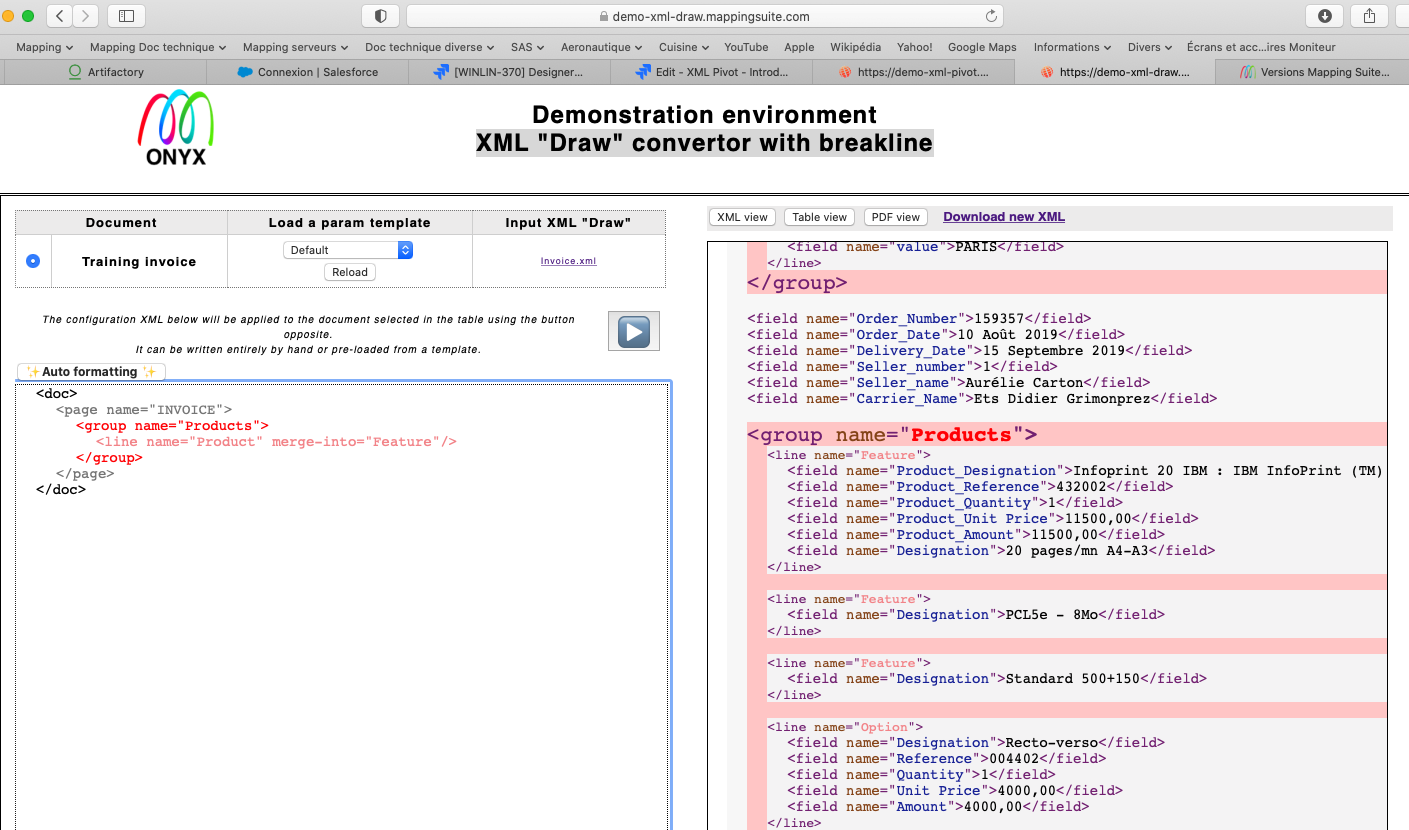 demo-xml-draw.mappingsuite.com
Mapping Mapping Doc technique Mapping serveurs Doc technique diverse SAS Aeronautique Cuisine YouTube Apple Wikipédia Yahoo! Google Maps Informations Divers Écrans et acc...ires Moniteur
Artifactory Connexion | Salesforce [WINLIN-370] Designer... Edit - XML Pivot - Introd... https://demo-xml-pivot.... https://demo-xml-draw.... Versions Mapping Suite...
ONYX
Demonstration environment
XML "Draw" convertor with breakline
Document Load a param template Input XML "Draw"
Training invoice Default Invoice.xml
Reload
The configuration XML below will be applied to the document selected in the table using the button
opposite.
It can be written entirely by hand or pre-loaded from a template.
✨Auto formatting ✨
<doc>
<page name="INVOICE">
<group name="Products">
<line name="Product" merge-into="Feature"/>
</group>
</page>
</doc>
XML view Table view PDF view Download new XML
<field name="value">PARIS</field>
</line>
</group>
<field name="Order_Number">159357</field>
<field name="Order_Date">10 Août 2019</field>
<field name="Delivery_Date">15 Septembre 2019</field>
<field name="Seller_number">1</field>
<field name="Seller_name">Aurélie Carton</field>
<field name="Carrier_Name">Ets Didier Grimonprez</field>
<group name="Products">
<line name="Feature">
<field name="Product_Designation">Infoprint 20 IBM : IBM InfoPrint (TM)
<field name="Product_Reference">432002</field>
<field name="Product_Quantity">1</field>
<field name="Product_Unit Price">11500,00</field>
<field name="Product_Amount">11500,00</field>
<field name="Designation">20 pages/mn A4-A3</field>
</line>
<line name="Feature">
<field name="Designation">PCL5e - 8Mo</field>
</line>
<line name="Feature">
<field name="Designation">Standard 500+150</field>
</line>
<line name="Option">
<field name="Designation">Recto-verso</field>
<field name="Reference">004402</field>
<field name="Quantity">1</field>
<field name="Unit Price">4000,00</field>
<field name="Amount">4000,00</field>
</line>